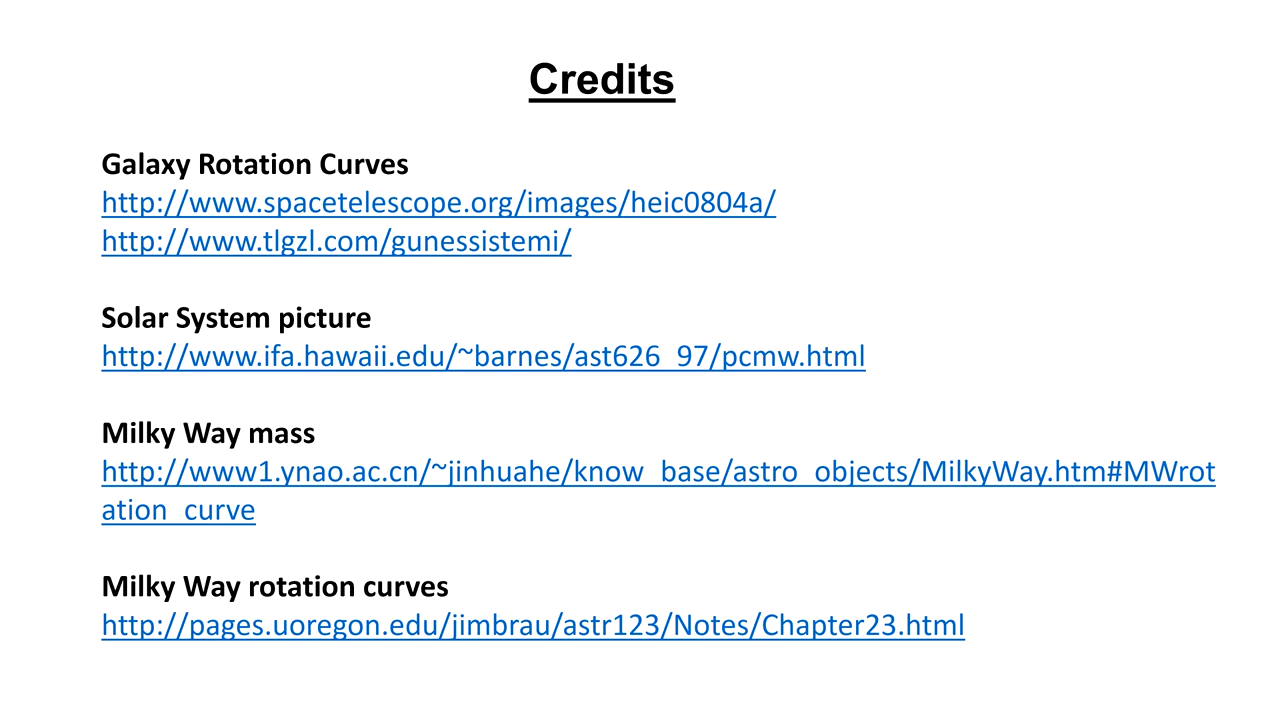 Credits
Galaxy Rotation Curves
http://www.spacetelescope.org/images/heic0804a/
http://www.tlgzl.com/gunessistemi/
Solar System picture
http://www.ifa.hawaii.edu/~barnes/ast626_97/pcmw.html
Milky Way mass
http://www1.ynao.ac.cn/~jinhuahe/know_base/astro_objects/MilkyWay.htm#MWrot
ation_curve
Milky Way rotation curves
http://pages.uoregon.edu/jimbrau/astr123/Notes/Chapter23.html